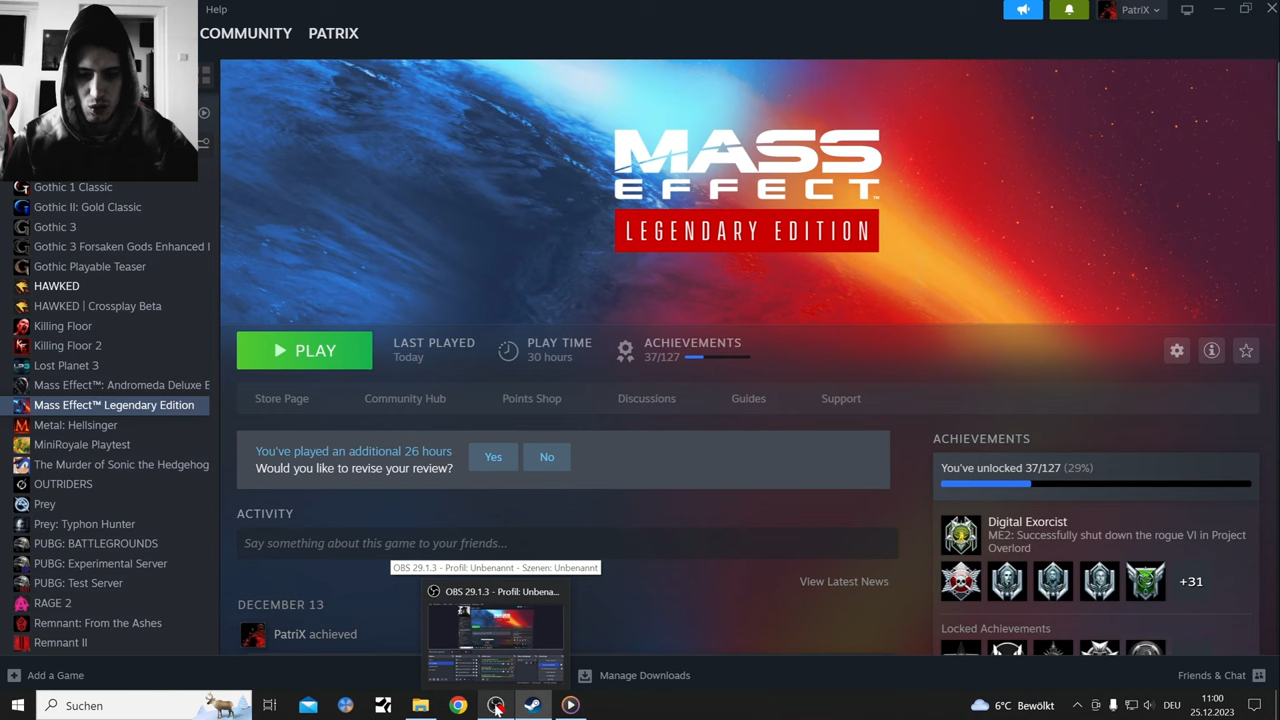 Help
PatriX
COMMUNITY PATRIX
MASS
EFFECT
LEGENDARY EDITION
Gothic 1 Classic
Gothic II: Gold Classic
Gothic 3
Gothic 3 Forsaken Gods Enhanced
Gothic Playable Teaser
HAWKED
HAWKED | Crossplay Beta
Killing Floor
Killing Floor 2
Lost Planet 3
Mass Effect™: Andromeda Deluxe E
Mass Effect™ Legendary Edition
Metal: Hellsinger
MiniRoyale Playtest
The Murder of Sonic the Hedgehog
OUTRIDERS
Prey
Prey: Typhon Hunter
PUBG: BATTLEGROUNDS
PUBG: Experimental Server
PUBG: Test Server
RAGE 2
Remnant: From the Ashes
Remnant II
Add a Game
PLAY
LAST PLAYED
Today
PLAY TIME
30 hours
ACHIEVEMENTS
37/127
Store Page Community Hub Points Shop Discussions Guides Support
You've played an additional 26 hours
Would you like to revise your review?
Yes No
ACTIVITY
Say something about this game to your friends...
OBS 29.1.3 - Profil: Unbenannt - Szenen: Unbenannt
OBS 29.1.3 - Profil: Unbena...
View Latest News
DECEMBER 13
PatriX achieved
ACHIEVEMENTS
You've unlocked 37/127 (29%)
Digital Exorcist
ME2: Successfully shut down the rogue VI in Project
Overlord
+31
Locked Achievements
Manage Downloads
Friends & Chat
Suchen
6°C Bewölkt
DEU
11:00
25.12.2023